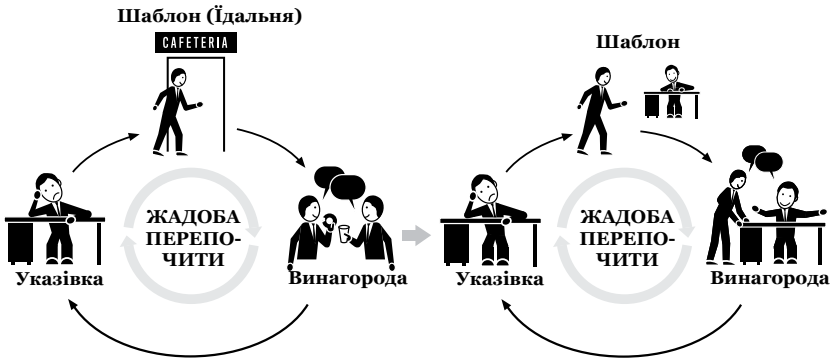 Шаблон (Їдальня)
CAFETERIA
ЖАДОБА
ПЕРЕПО-
ЧИТИ
Указівка
Винагорода
Шаблон
ЖАДОБА
ПЕРЕПО-
ЧИТИ
Указівка
Винагорода